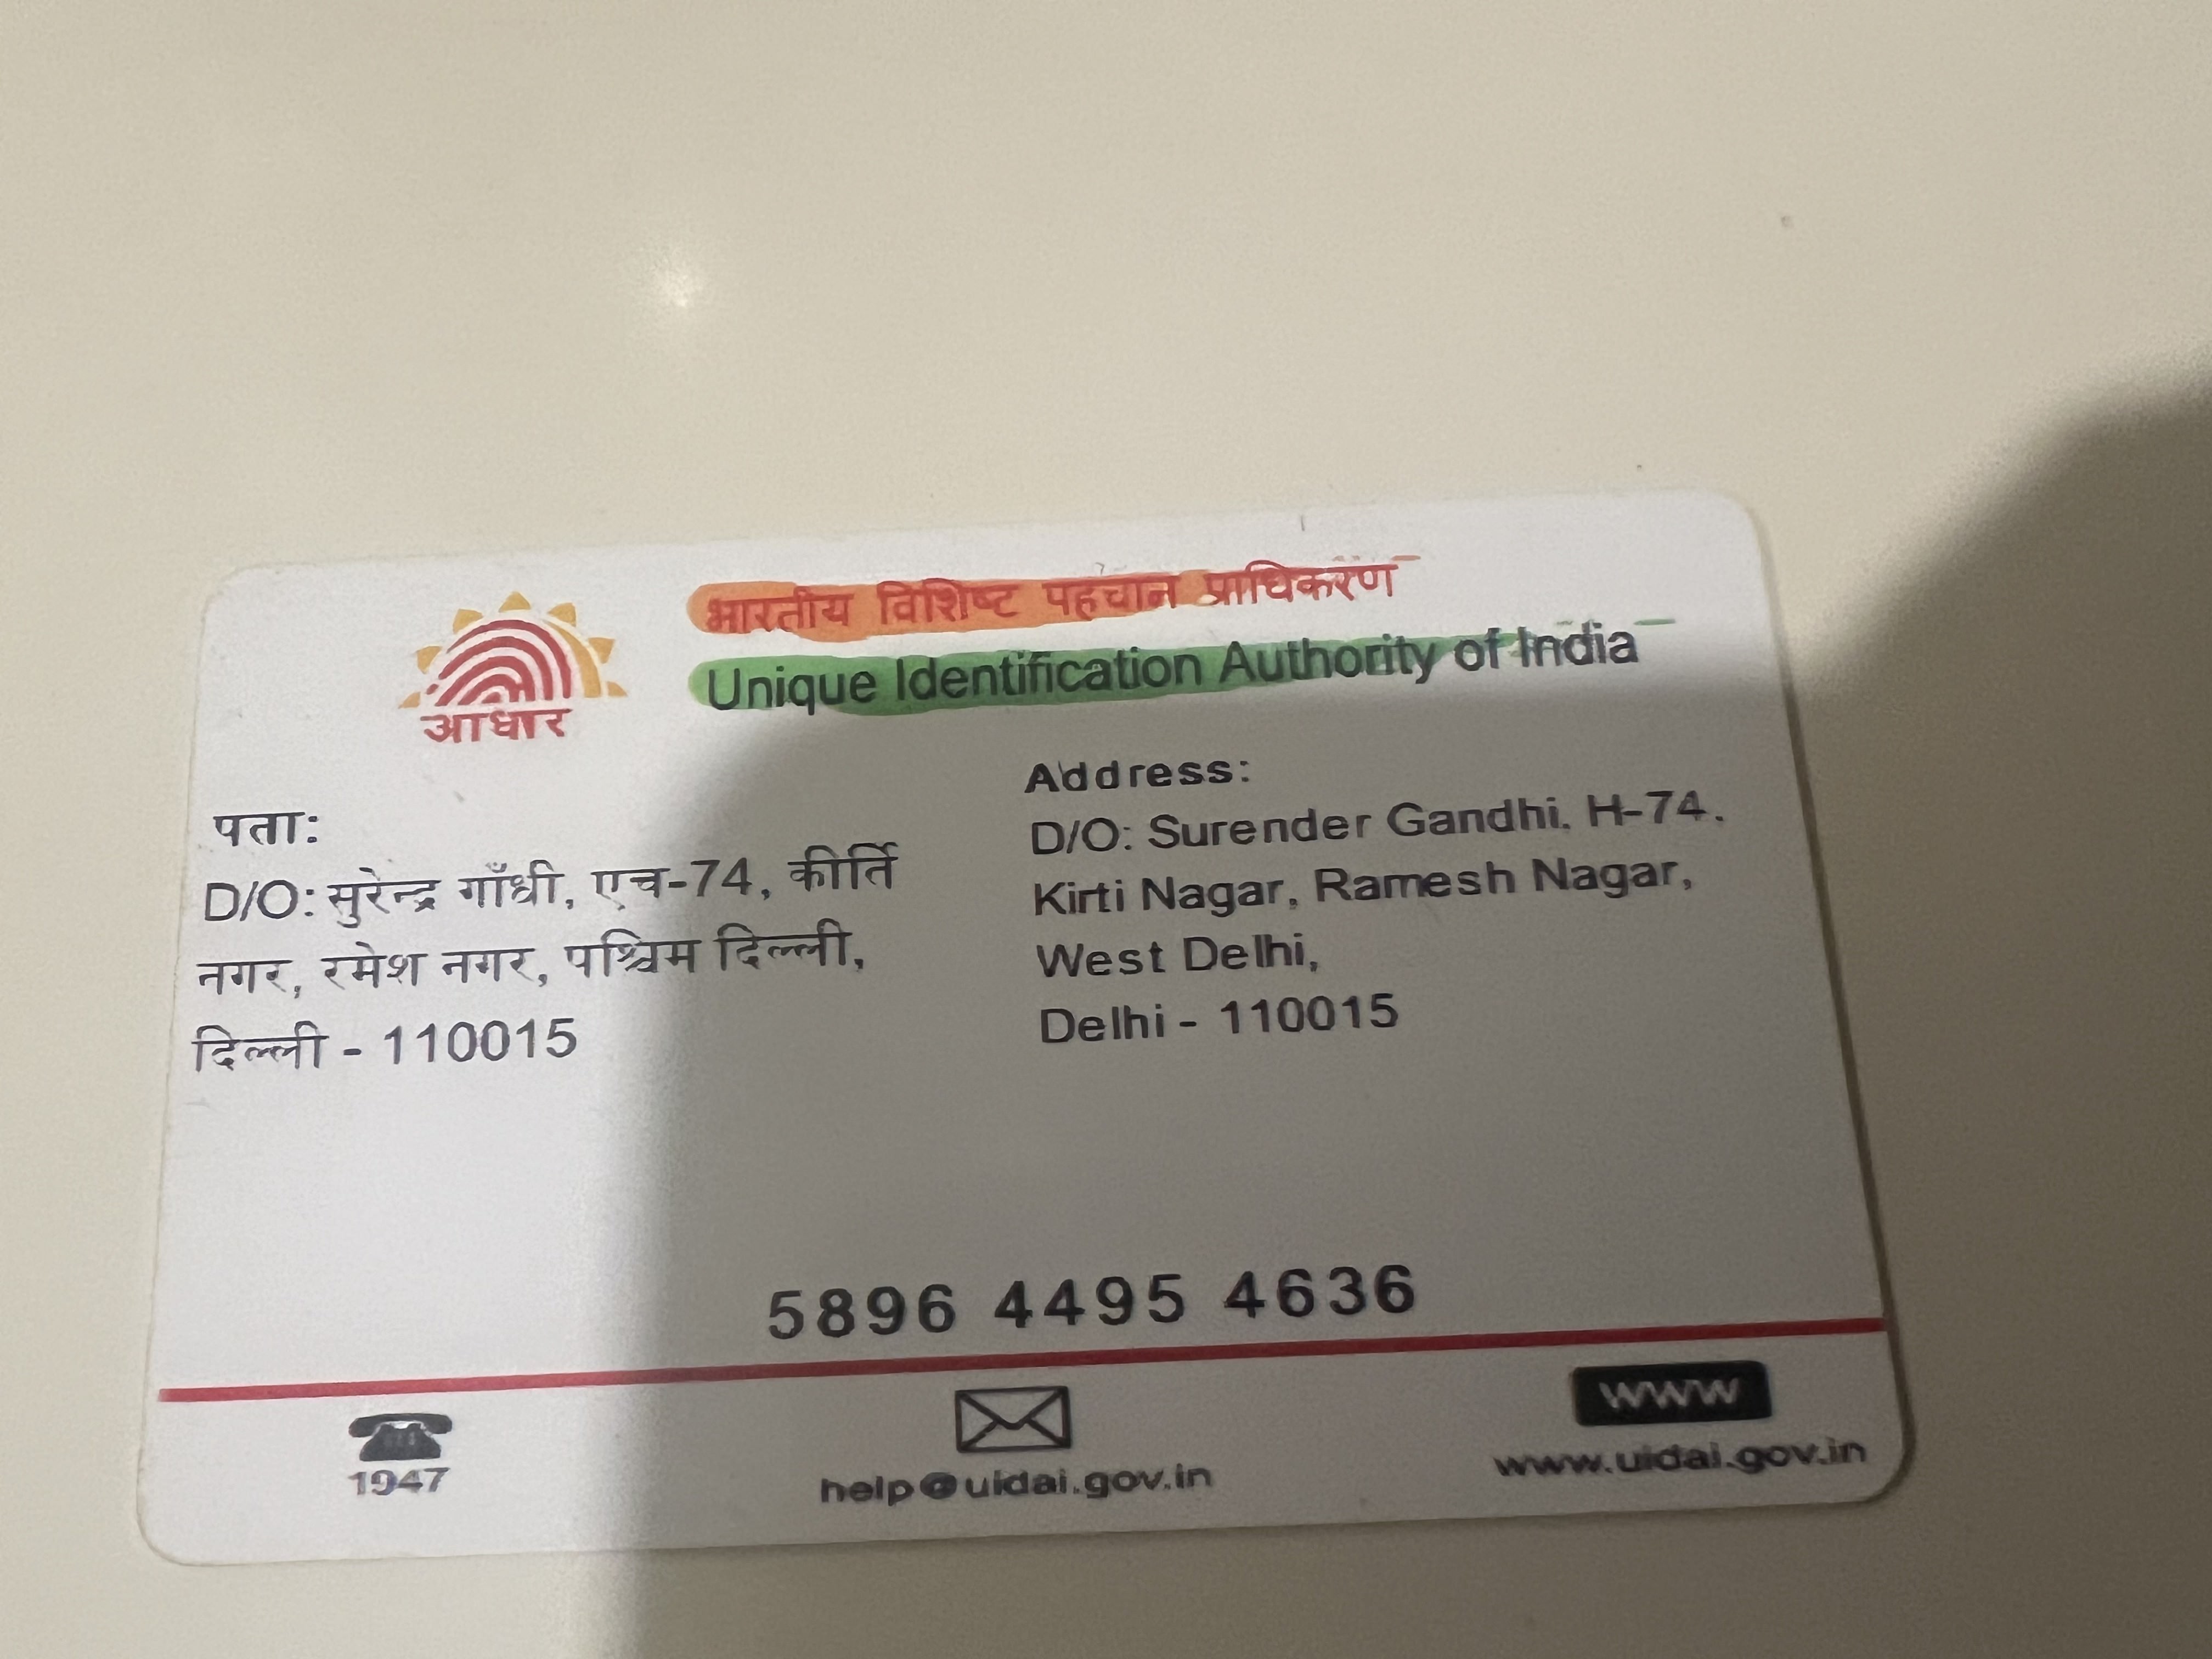 भारतीय विशिष्ट पहचान प्राधिकरण
Unique Identification Authority of India
आधार
पता:
D/O: सुरेन्द्र गाँधी, एच-74, कीर्ति
नगर, रमेश नगर, पश्चिम दिल्ली,
दिल्ली - 110015
Address:
D/O: Surender Gandhi, H-74,
Kirti Nagar, Ramesh Nagar,
West Delhi,
Delhi - 110015
5896 4495 4636
1947
help@uidai.gov.in
www
www.uidai.gov.in